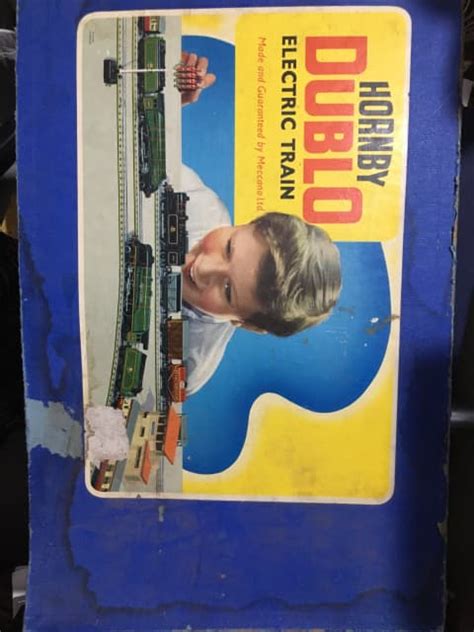 HORNBY
DUBLO
ELECTRIC TRAIN
Made and Guaranteed by Meccano Ltd.